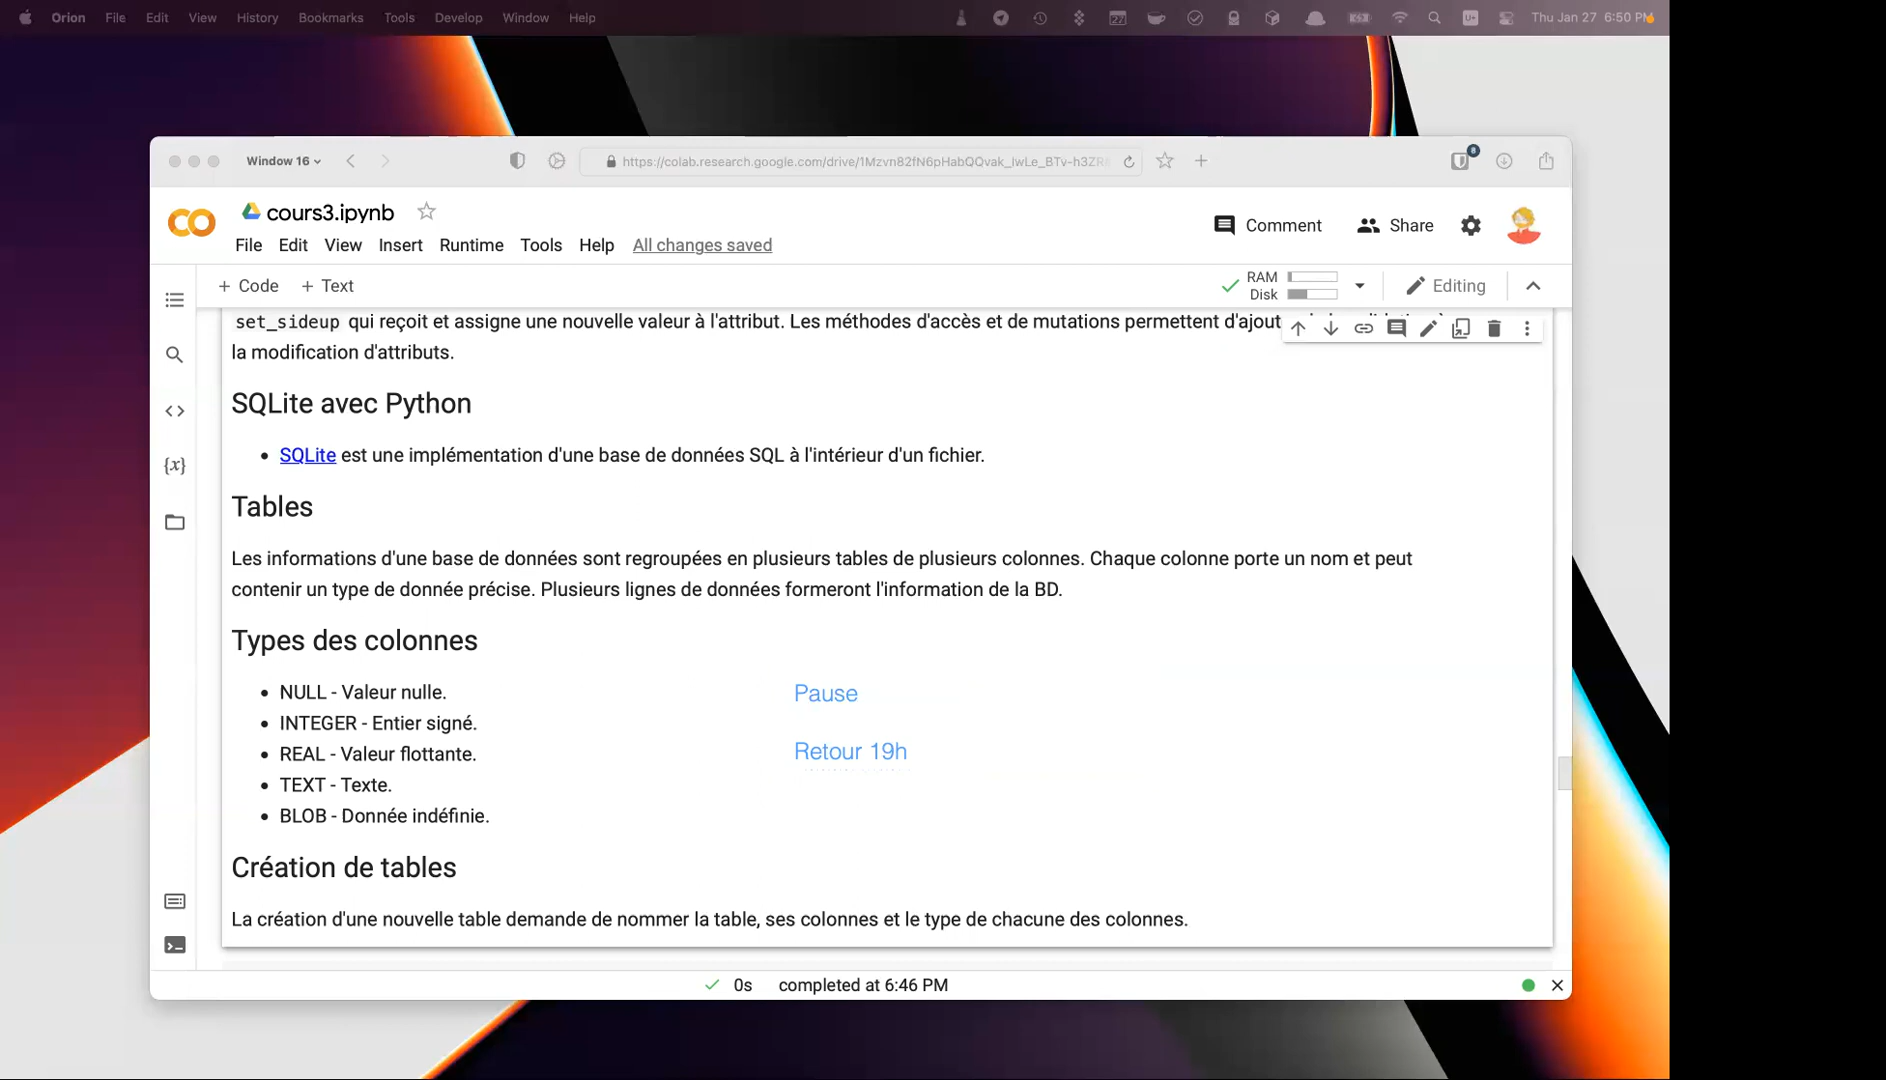 Orion File Edit View History Bookmarks Tools Develop Window Help 27 Thu Jan 27 6:50 PM
Window 16 https://colab.research.google.com/drive/1Mzvn82fN6pHabQQvak_lwLe_BTv-h3ZR 8
CO cours3.ipynb
Comment Share
File Edit View Insert Runtime Tools Help All changes saved
+ Code + Text RAM Disk Editing
set_sideup qui reçoit et assigne une nouvelle valeur à l'attribut. Les méthodes d'accès et de mutations permettent d'ajout
la modification d'attributs.
SQLite avec Python
• SQLite est une implémentation d'une base de données SQL à l'intérieur d'un fichier.
Tables
Les informations d'une base de données sont regroupées en plusieurs tables de plusieurs colonnes. Chaque colonne porte un nom et peut
contenir un type de donnée précise. Plusieurs lignes de données formeront l'information de la BD.
Types des colonnes
• NULL - Valeur nulle.
• INTEGER - Entier signé.
• REAL - Valeur flottante.
• TEXT - Texte.
• BLOB - Donnée indéfinie.
Pause
Retour 19h
Création de tables
La création d'une nouvelle table demande de nommer la table, ses colonnes et le type de chacune des colonnes.
0s completed at 6:46 PM